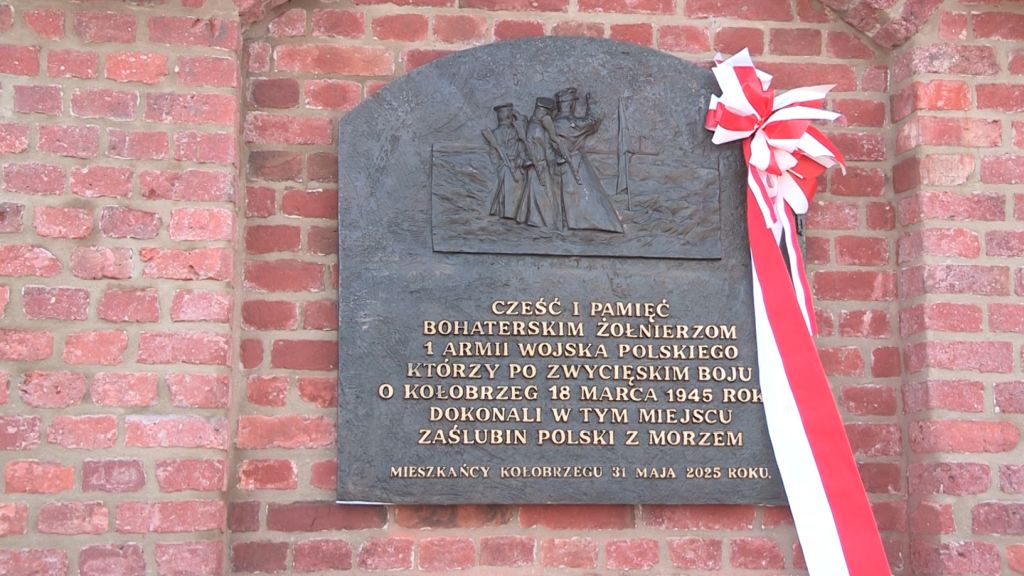 CZEŚĆ I PAMIĘĆ
BOHATERSKIM ŻOŁNIERZOM
1 ARMII WOJSKA POLSKIEGO
KTÓRZY PO ZWYCIĘSKIM BOJU
O KOŁOBRZEG 18 MARCA 1945 ROKU
DOKONALI W TYM MIEJSCU
ZAŚLUBIN POLSKI Z MORZEM
MIESZKAŃCY KOŁOBRZEGU 31 MAJA 2025 ROKU.